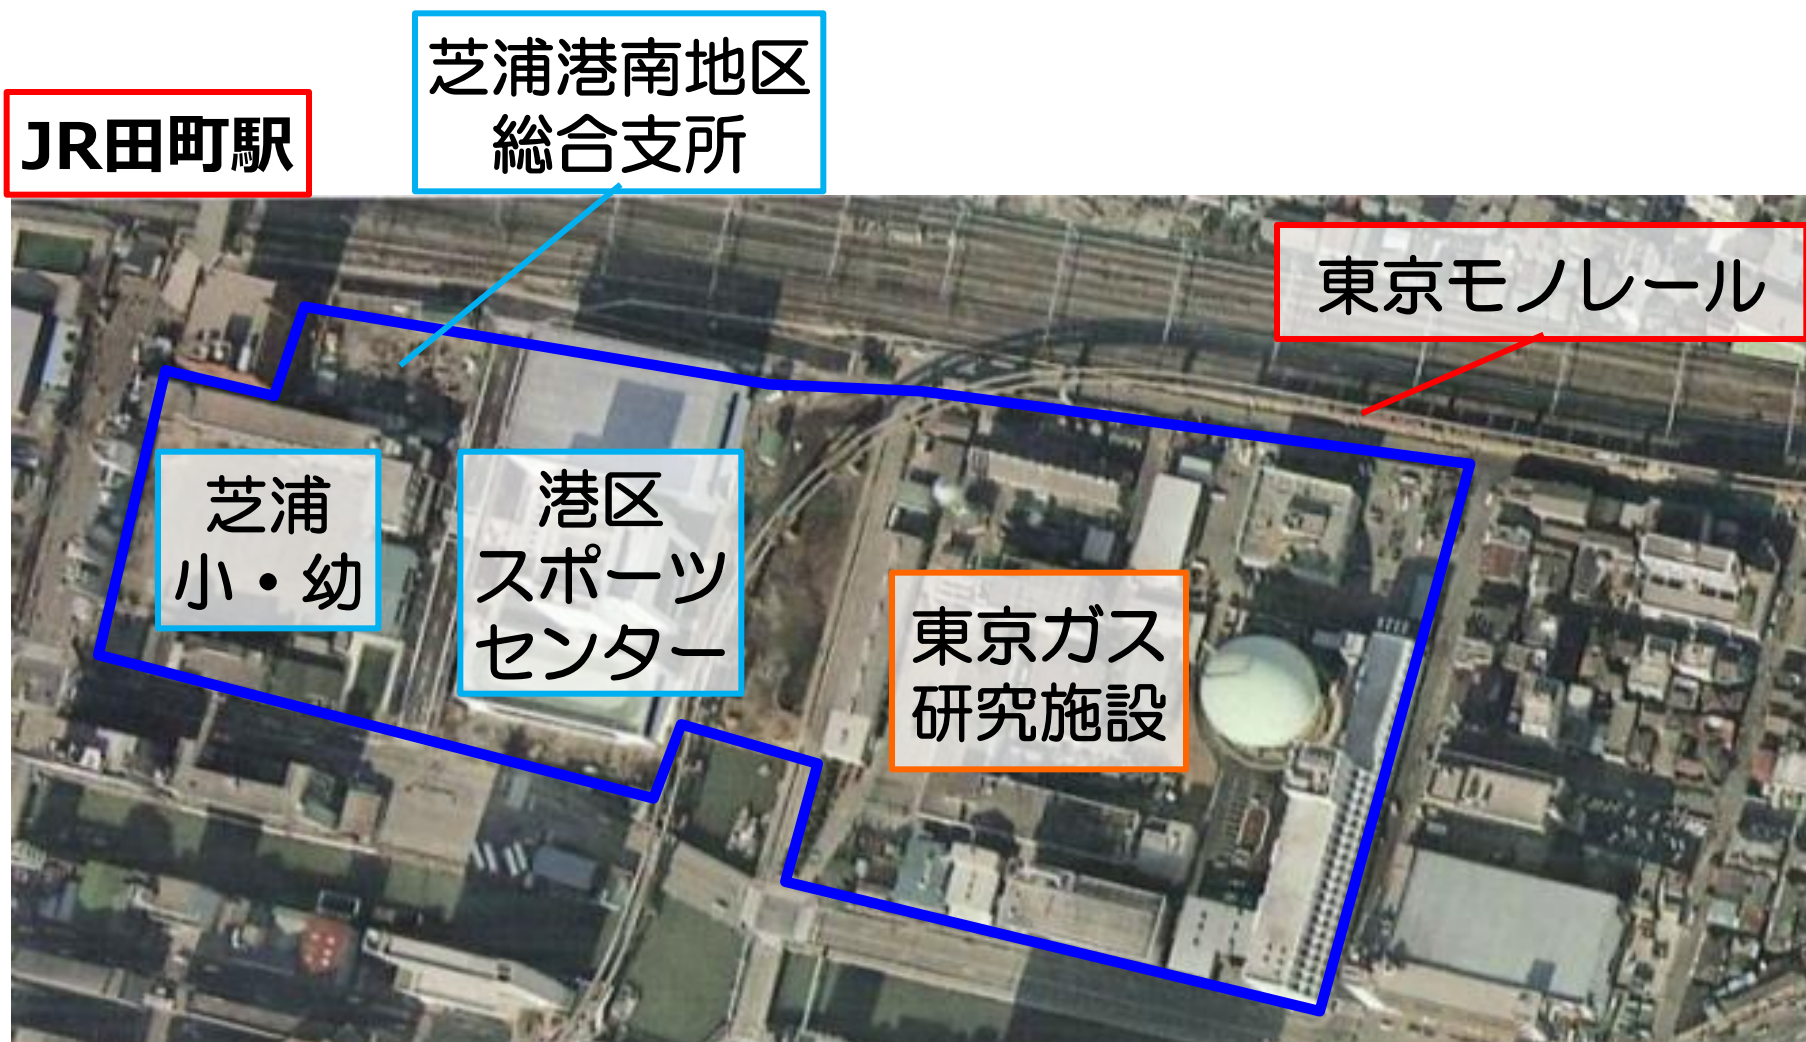 芝浦港南地区
総合支所
JR田町駅
東京モノレール
芝浦
小・幼
港区
スポーツ
センター
東京ガス
研究施設